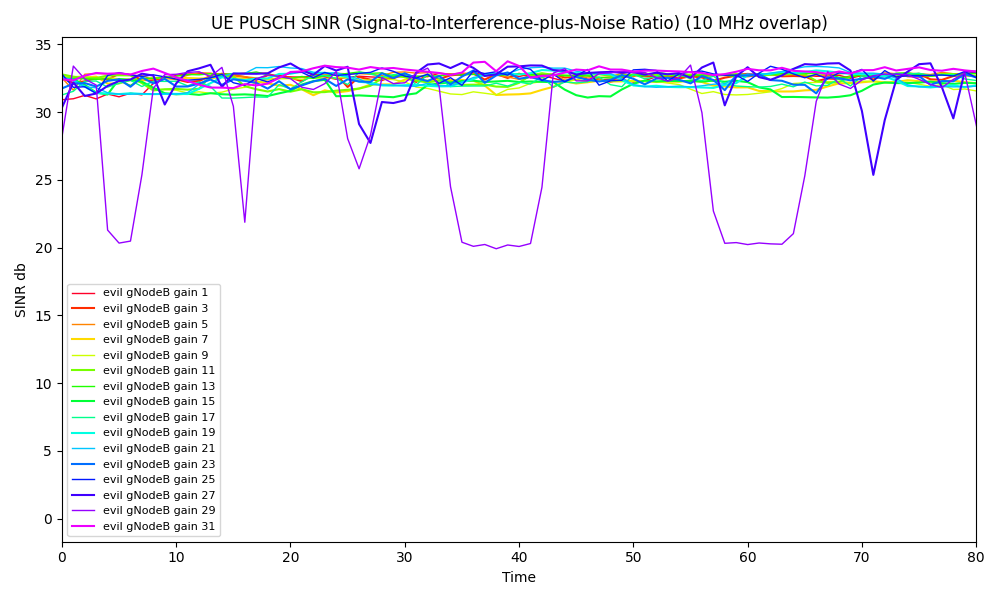 UE PUSCH SINR (Signal-to-Interference-plus-Noise Ratio) (10 MHz overlap)
35
30
25
20
15
10
5
0
SINR db
evil gNodeB gain 1
evil gNodeB gain 3
evil gNodeB gain 5
evil gNodeB gain 7
evil gNodeB gain 9
evil gNodeB gain 11
evil gNodeB gain 13
evil gNodeB gain 15
evil gNodeB gain 17
evil gNodeB gain 19
evil gNodeB gain 21
evil gNodeB gain 23
evil gNodeB gain 25
evil gNodeB gain 27
evil gNodeB gain 29
evil gNodeB gain 31
0 10 20 30 40 50 60 70 80
Time